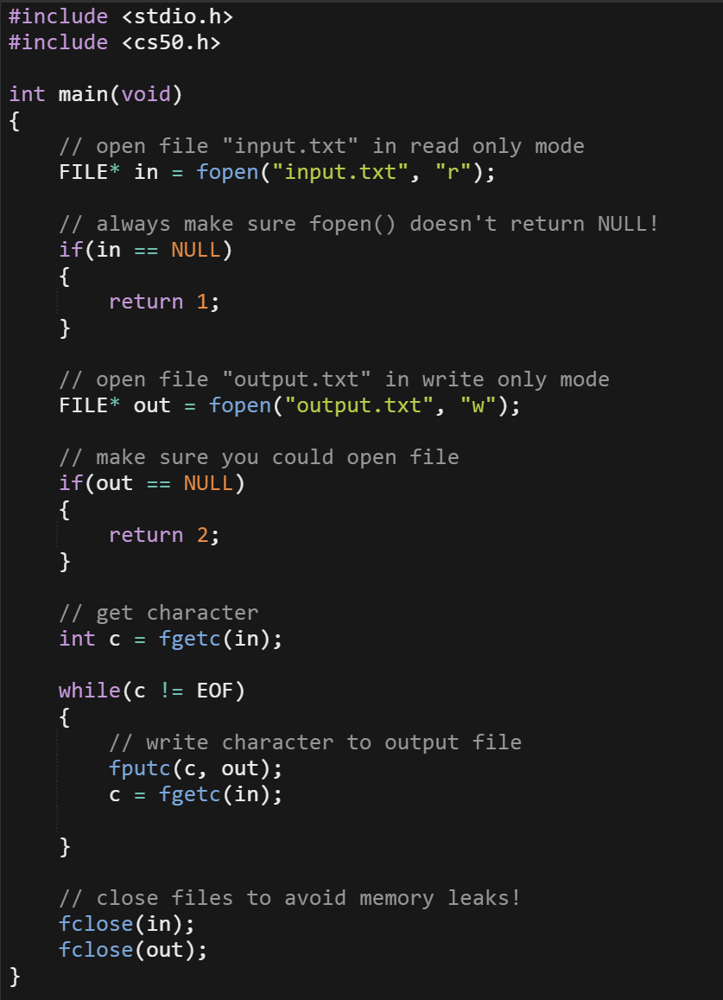 #include <stdio.h>
#include <cs50.h>

int main(void)
{
    // open file "input.txt" in read only mode
    FILE* in = fopen("input.txt", "r");

    // always make sure fopen() doesn't return NULL!
    if(in == NULL)
    {
        return 1;
    }

    // open file "output.txt" in write only mode
    FILE* out = fopen("output.txt", "w");

    // make sure you could open file
    if(out == NULL)
    {
        return 2;
    }

    // get character
    int c = fgetc(in);

    while(c != EOF)
    {
        // write character to output file
        fputc(c, out);
        c = fgetc(in);

    }

    // close files to avoid memory leaks!
    fclose(in);
    fclose(out);
}